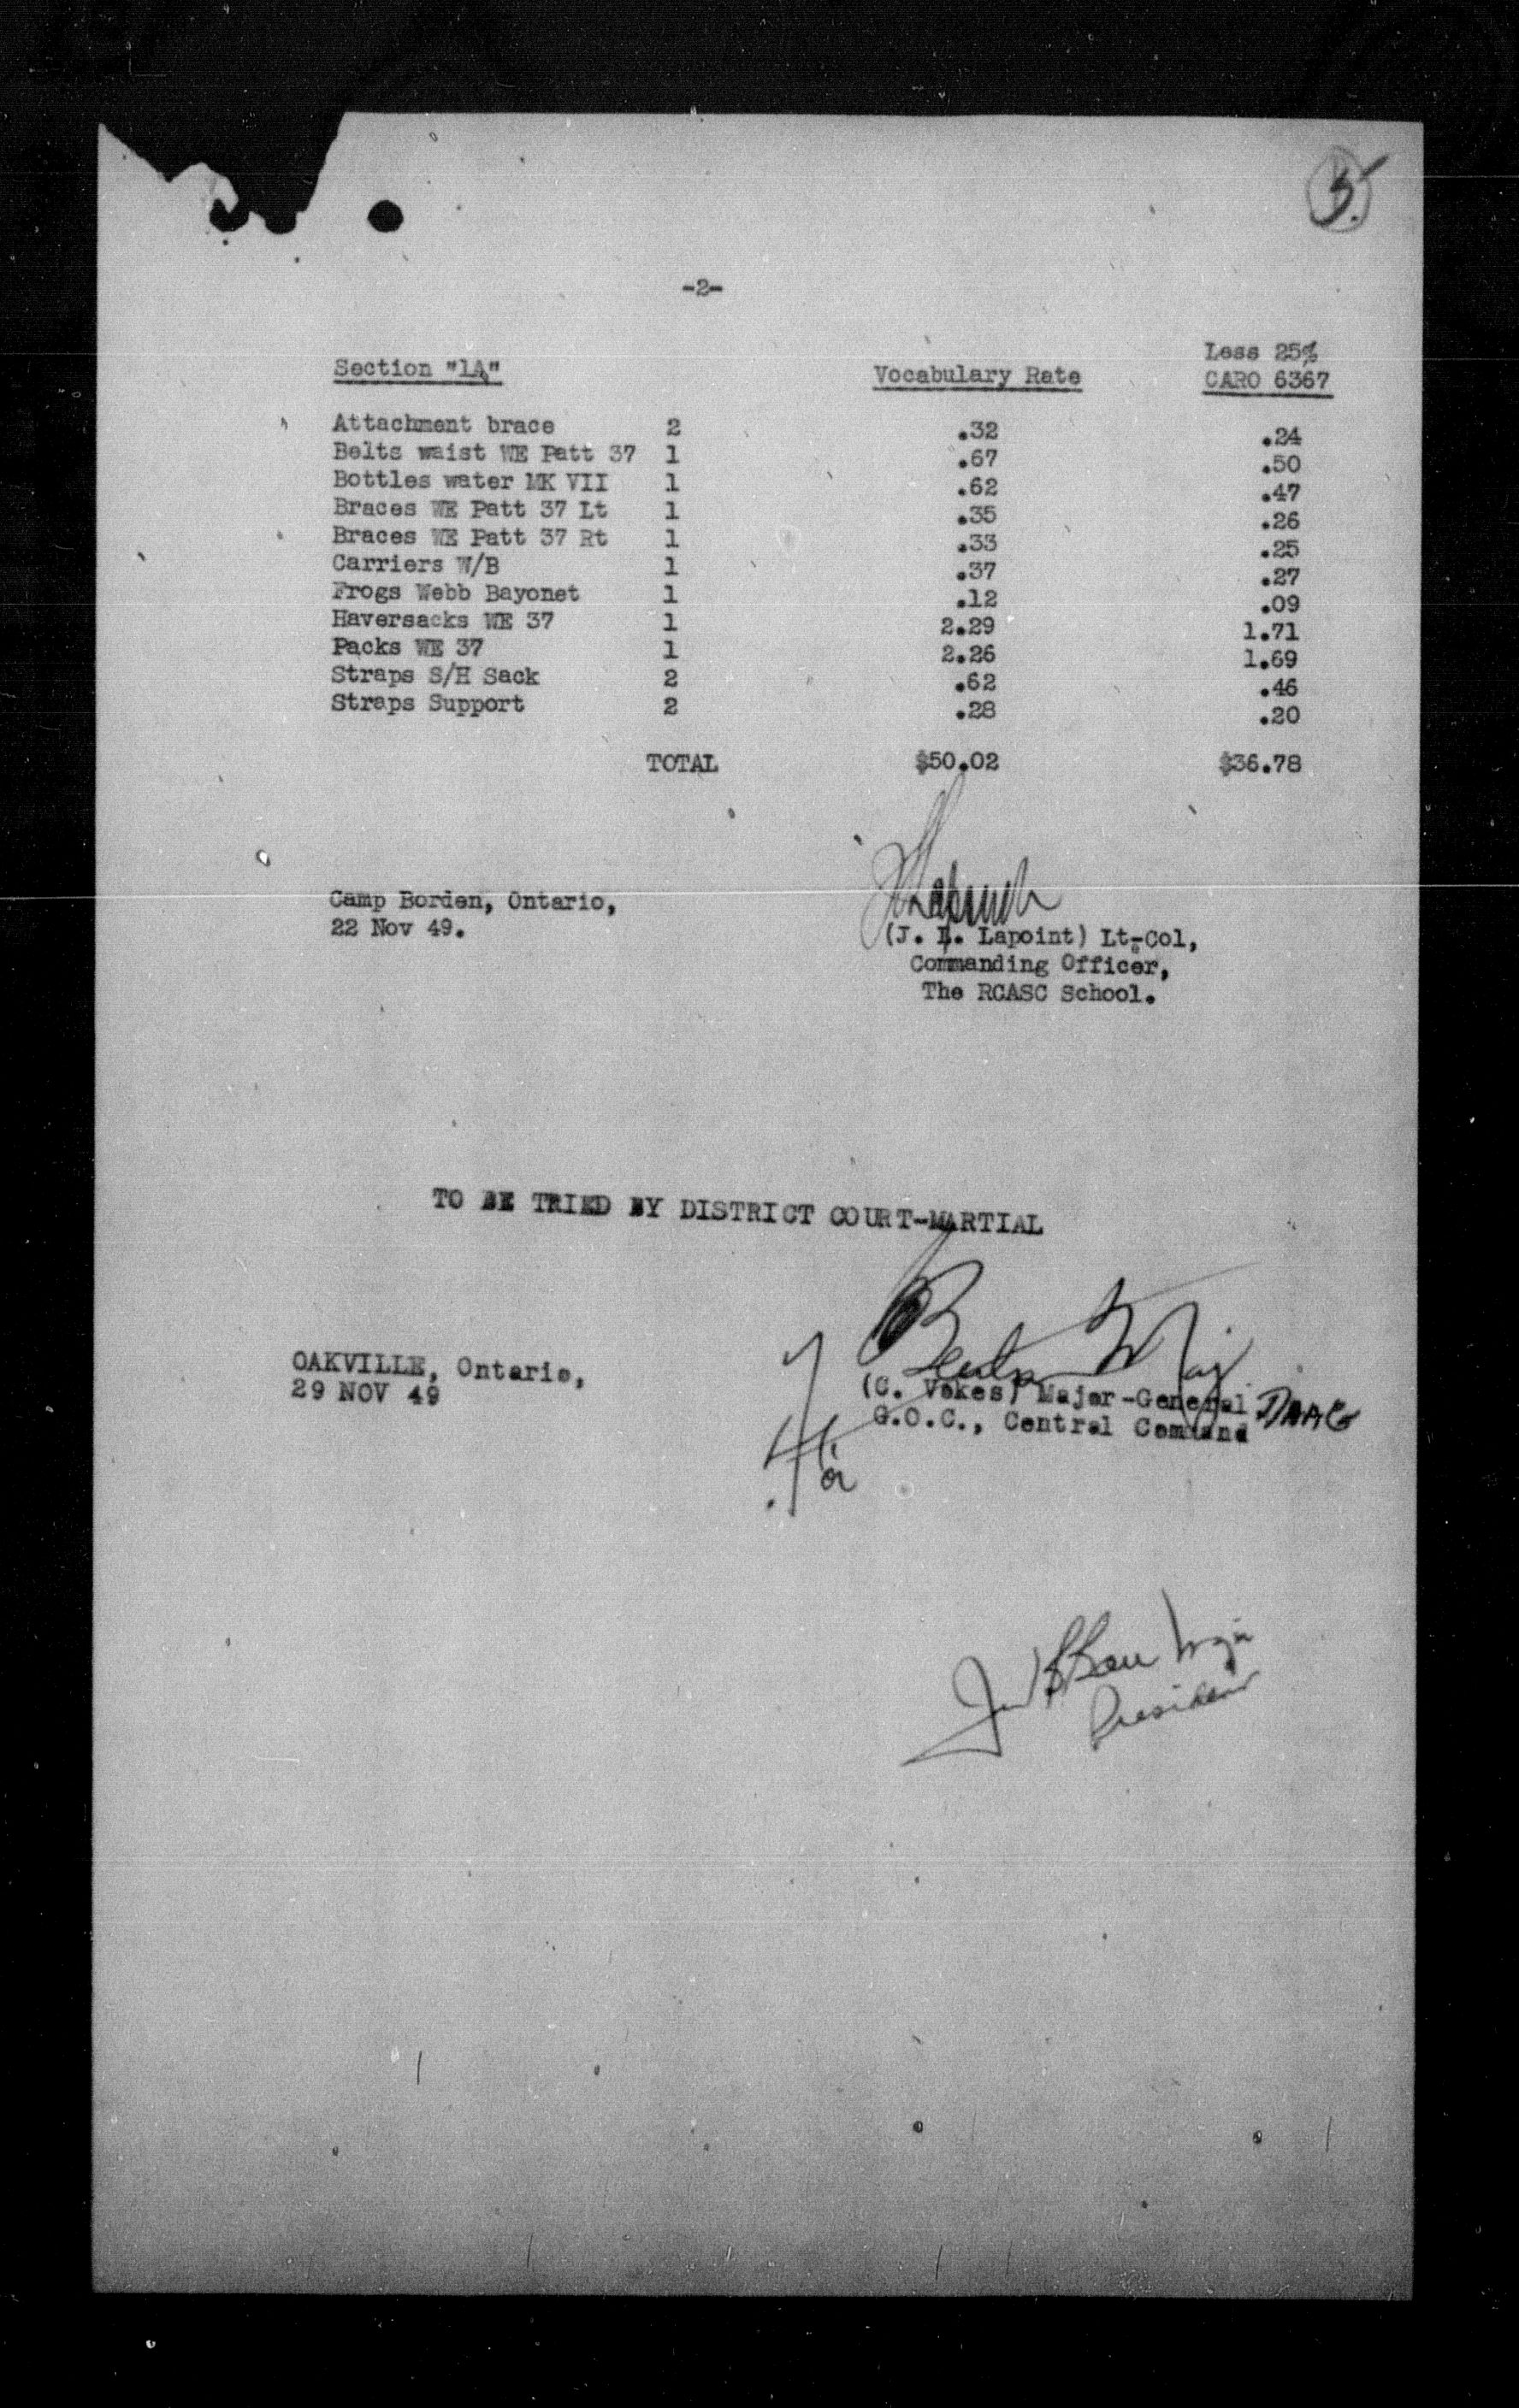 3.
-2-
Section "1A" Vocabulary Rate Less 25% CARO 6367
Attachment brace 2 .32 .24
Belts waist WE Patt 37 1 .67 .50
Bottles water MK VII 1 .62 .47
Braces WE Patt 37 Lt 1 .35 .26
Braces WE Patt 37 Rt 1 .33 .25
Carriers W/B 1 .37 .27
Frogs Webb Bayonet 1 .12 .09
Haversacks WE 37 1 2.29 1.71
Packs WE 37 1 2.26 1.69
Straps S/H Sack 2 .62 .46
Straps Support 2 .28 .20
TOTAL $50.02 $36.78
Camp Borden, Ontario,
22 Nov 49.
(J. L. Lapoint) Lt-Col,
Commanding Officer,
The RCASC School.
TO BE TRIED BY DISTRICT COURT-MARTIAL
Maj
OAKVILLE, Ontario,
29 NOV 49
(C. Vokes) Major-General DAAG
G.O.C., Central Command
for
President